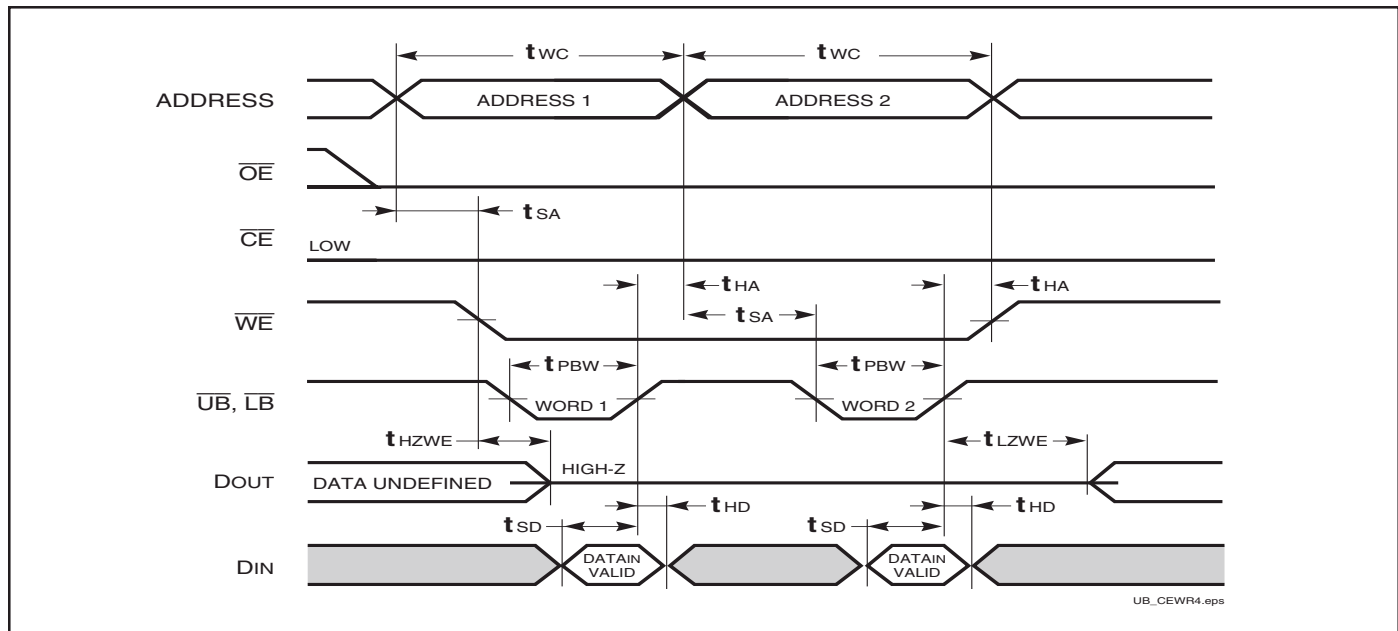 tWC tWC
ADDRESS ADDRESS 1 ADDRESS 2
OE
tSA
CE LOW
tHA tHA
WE tSA
tPBW tPBW
UB, LB WORD 1 WORD 2
tHZWE tLZWE
DOUT DATA UNDEFINED HIGH-Z
tSD tHD tSD tHD
DIN DATAIN VALID DATAIN VALID
UB_CEWR4.eps